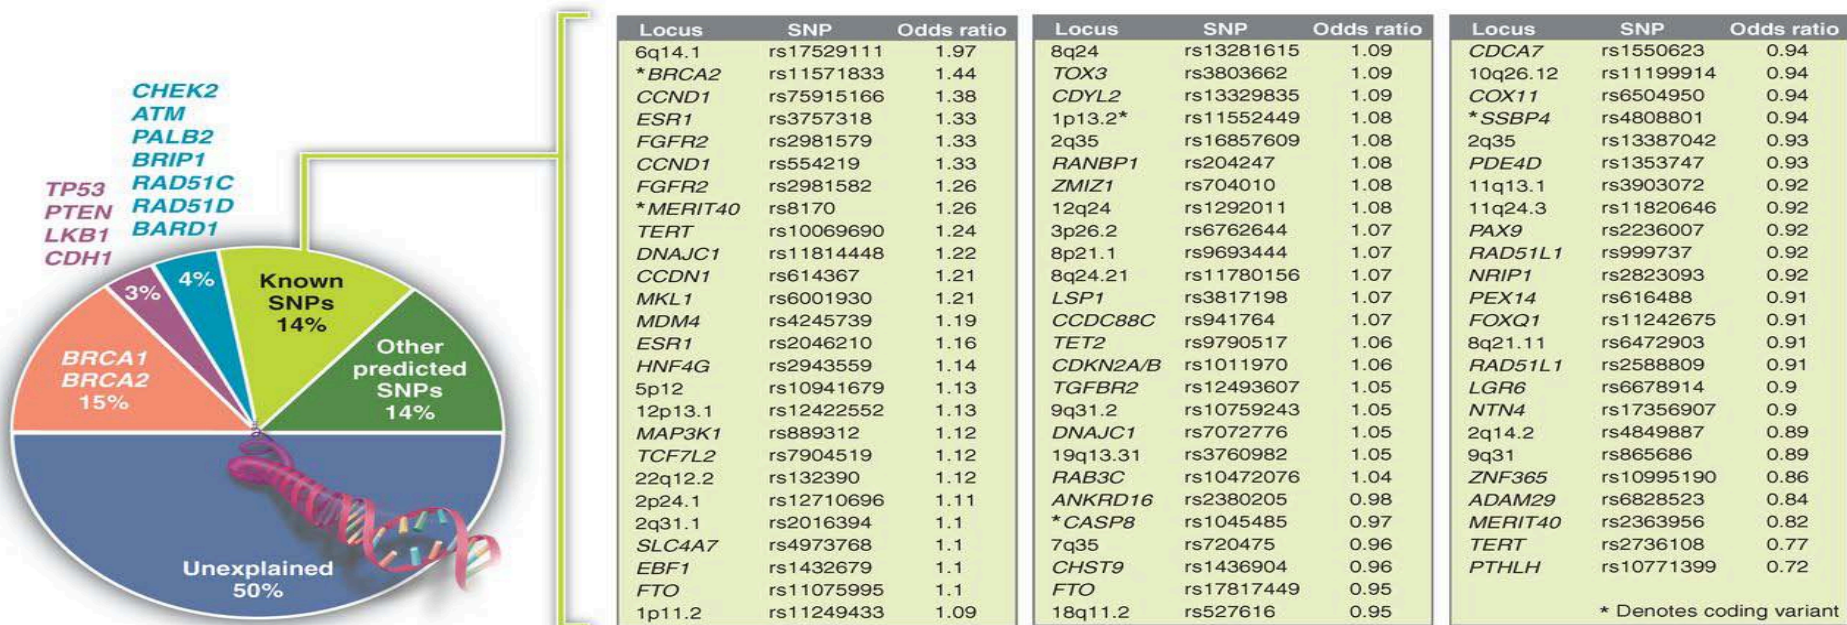 CHEK2
ATM
PALB2
BRIP1
RAD51C
RAD51D
BARD1
TP53
PTEN
LKB1
CDH1
3%
4%
Known
SNPs
14%
Other
predicted
SNPs
14%
BRCA1
BRCA2
15%
Unexplained
50%
Locus SNP Odds ratio
6q14.1 rs17529111 1.97
*BRCA2 rs11571833 1.44
CCND1 rs75915166 1.38
ESR1 rs3757318 1.33
FGFR2 rs2981579 1.33
CCND1 rs554219 1.33
FGFR2 rs2981582 1.26
*MERIT40 rs8170 1.26
TERT rs10069690 1.24
DNAJC1 rs11814448 1.22
CCDN1 rs614367 1.21
MKL1 rs6001930 1.21
MDM4 rs4245739 1.19
ESR1 rs2046210 1.16
HNF4G rs2943559 1.14
5p12 rs10941679 1.13
12p13.1 rs12422552 1.13
MAP3K1 rs889312 1.12
TCF7L2 rs7904519 1.12
22q12.2 rs132390 1.12
2p24.1 rs12710696 1.11
2q31.1 rs2016394 1.1
SLC4A7 rs4973768 1.1
EBF1 rs1432679 1.1
FTO rs11075995 1.1
1p11.2 rs11249433 1.09
Locus SNP Odds ratio
8q24 rs13281615 1.09
TOX3 rs3803662 1.09
CDYL2 rs13329835 1.09
1p13.2* rs11552449 1.08
2q35 rs16857609 1.08
RANBP1 rs204247 1.08
ZMIZ1 rs704010 1.08
12q24 rs1292011 1.08
3p26.2 rs6762644 1.07
8p21.1 rs9693444 1.07
8q24.21 rs11780156 1.07
LSP1 rs3817198 1.07
CCDC88C rs941764 1.07
TET2 rs9790517 1.06
CDKN2A/B rs1011970 1.06
TGFBR2 rs12493607 1.05
9q31.2 rs10759243 1.05
DNAJC1 rs7072776 1.05
19q13.31 rs3760982 1.05
RAB3C rs10472076 1.04
ANKRD16 rs2380205 0.98
*CASP8 rs1045485 0.97
7q35 rs720475 0.96
CHST9 rs1436904 0.96
FTO rs17817449 0.95
18q11.2 rs527616 0.95
Locus SNP Odds ratio
CDCA7 rs1550623 0.94
10q26.12 rs11199914 0.94
COX11 rs6504950 0.94
*SSBP4 rs4808801 0.94
2q35 rs13387042 0.93
PDE4D rs1353747 0.93
11q13.1 rs3903072 0.92
11q24.3 rs11820646 0.92
PAX9 rs2236007 0.92
RAD51L1 rs999737 0.92
NRIP1 rs2823093 0.92
PEX14 rs616488 0.91
FOXQ1 rs11242675 0.91
8q21.11 rs6472903 0.91
RAD51L1 rs2588809 0.91
LGR6 rs6678914 0.9
NTN4 rs17356907 0.9
2q14.2 rs4849887 0.89
9q31 rs865686 0.89
ZNF365 rs10995190 0.86
ADAM29 rs6828523 0.84
MERIT40 rs2363956 0.82
TERT rs2736108 0.77
PTHLH rs10771399 0.72
* Denotes coding variant